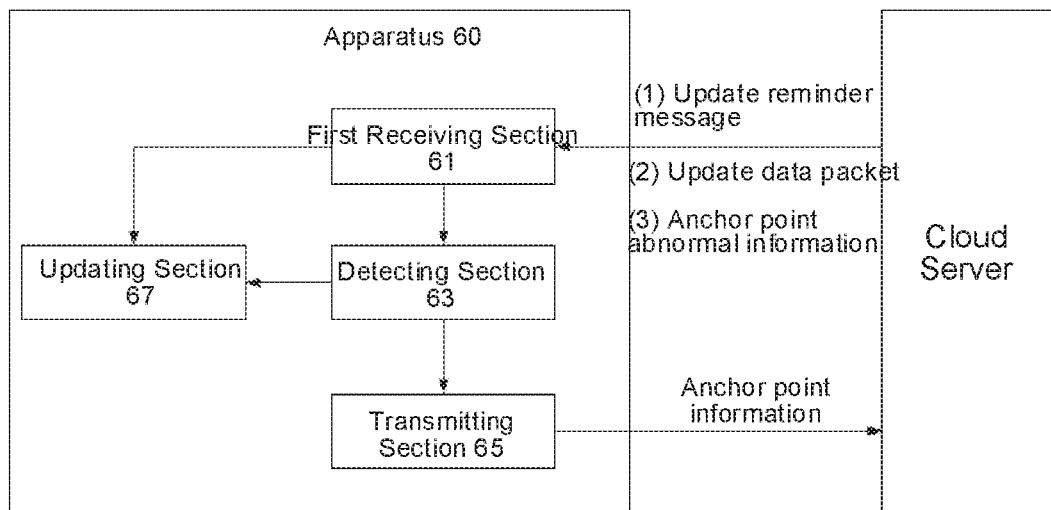 Apparatus 60
(1) Update reminder
message
First Receiving Section
61
(2) Update data packet
(3) Anchor point
abnormal information
Cloud
Server
Updating Section
67
Detecting Section
63
Anchor point
information
Transmitting
Section 65